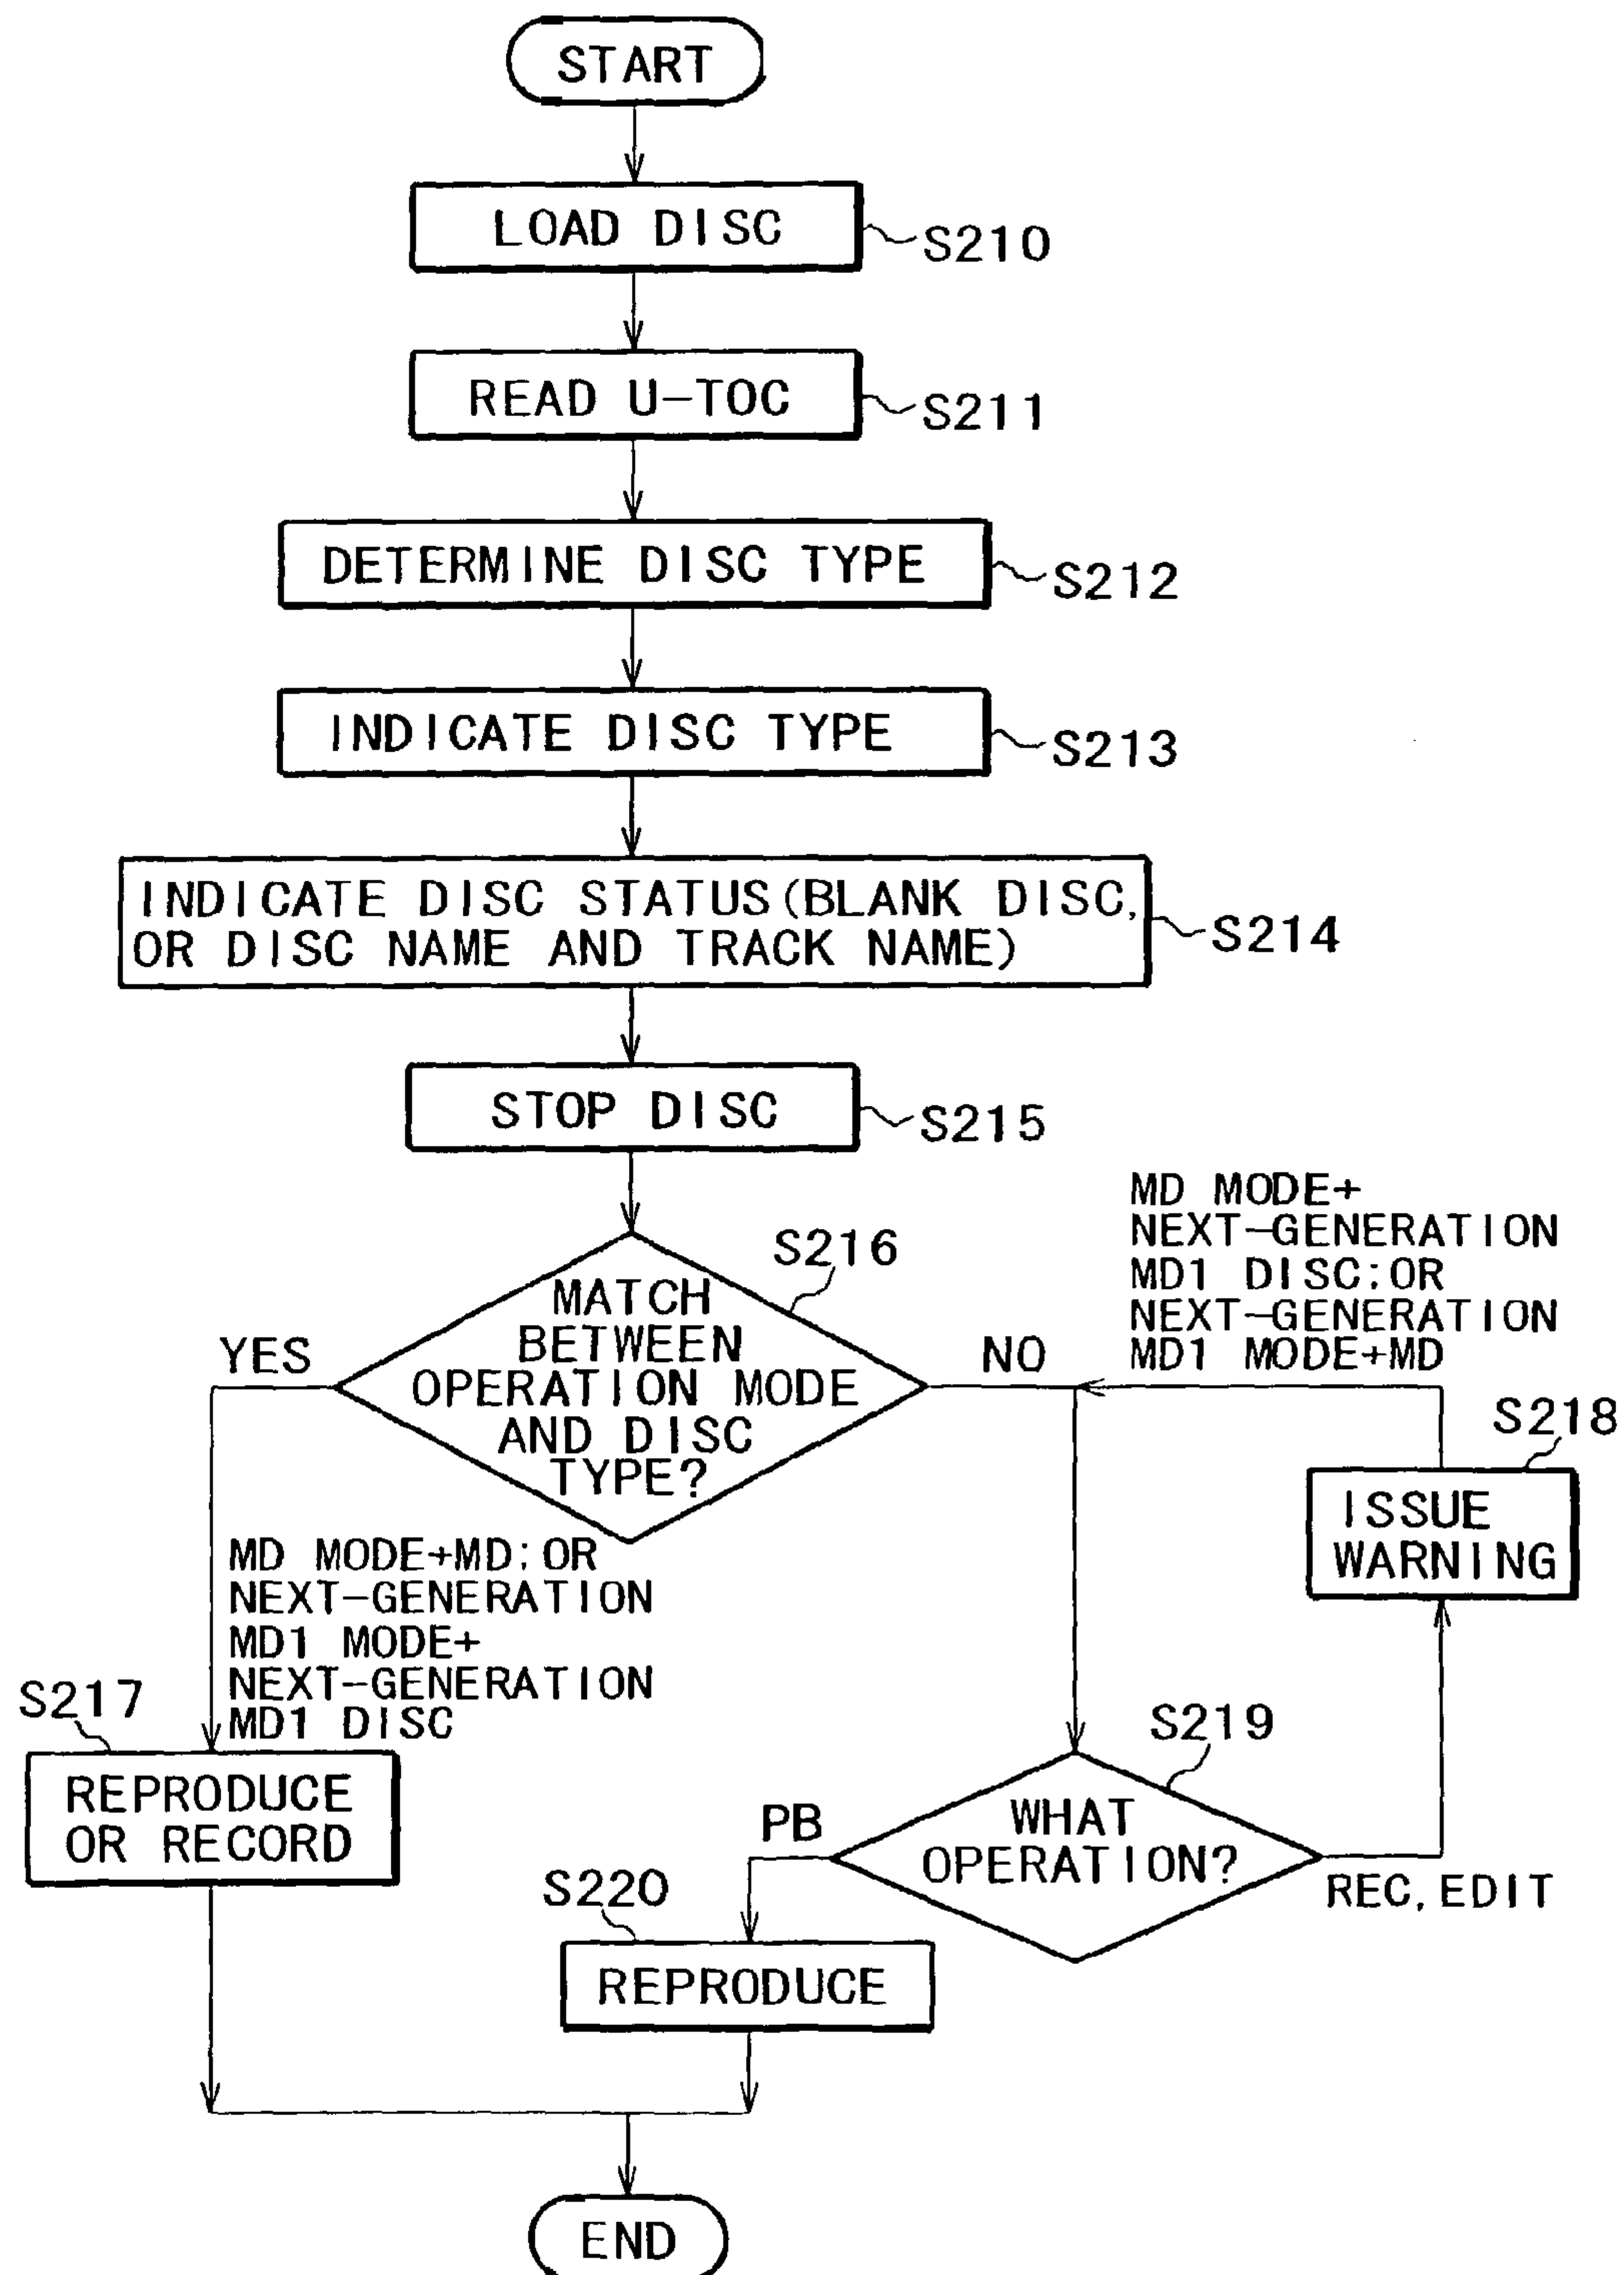 START
LOAD DISC
S210
READ U-TOC
S211
DETERMINE DISC TYPE
S212
INDICATE DISC TYPE
S213
INDICATE DISC STATUS(BLANK DISC,
OR DISC NAME AND TRACK NAME)
S214
STOP DISC
S215
S216
MATCH
BETWEEN
OPERATION MODE
AND DISC
TYPE?
YES
NO
MD MODE+
NEXT-GENERATION
MD1 DISC;OR
NEXT-GENERATION
MD1 MODE+MD
S218
ISSUE
WARNING
MD MODE+MD;OR
NEXT-GENERATION
MD1 MODE+
NEXT-GENERATION
MD1 DISC
S217
REPRODUCE
OR RECORD
S219
WHAT
OPERATION?
PB
REC,EDIT
S220
REPRODUCE
END